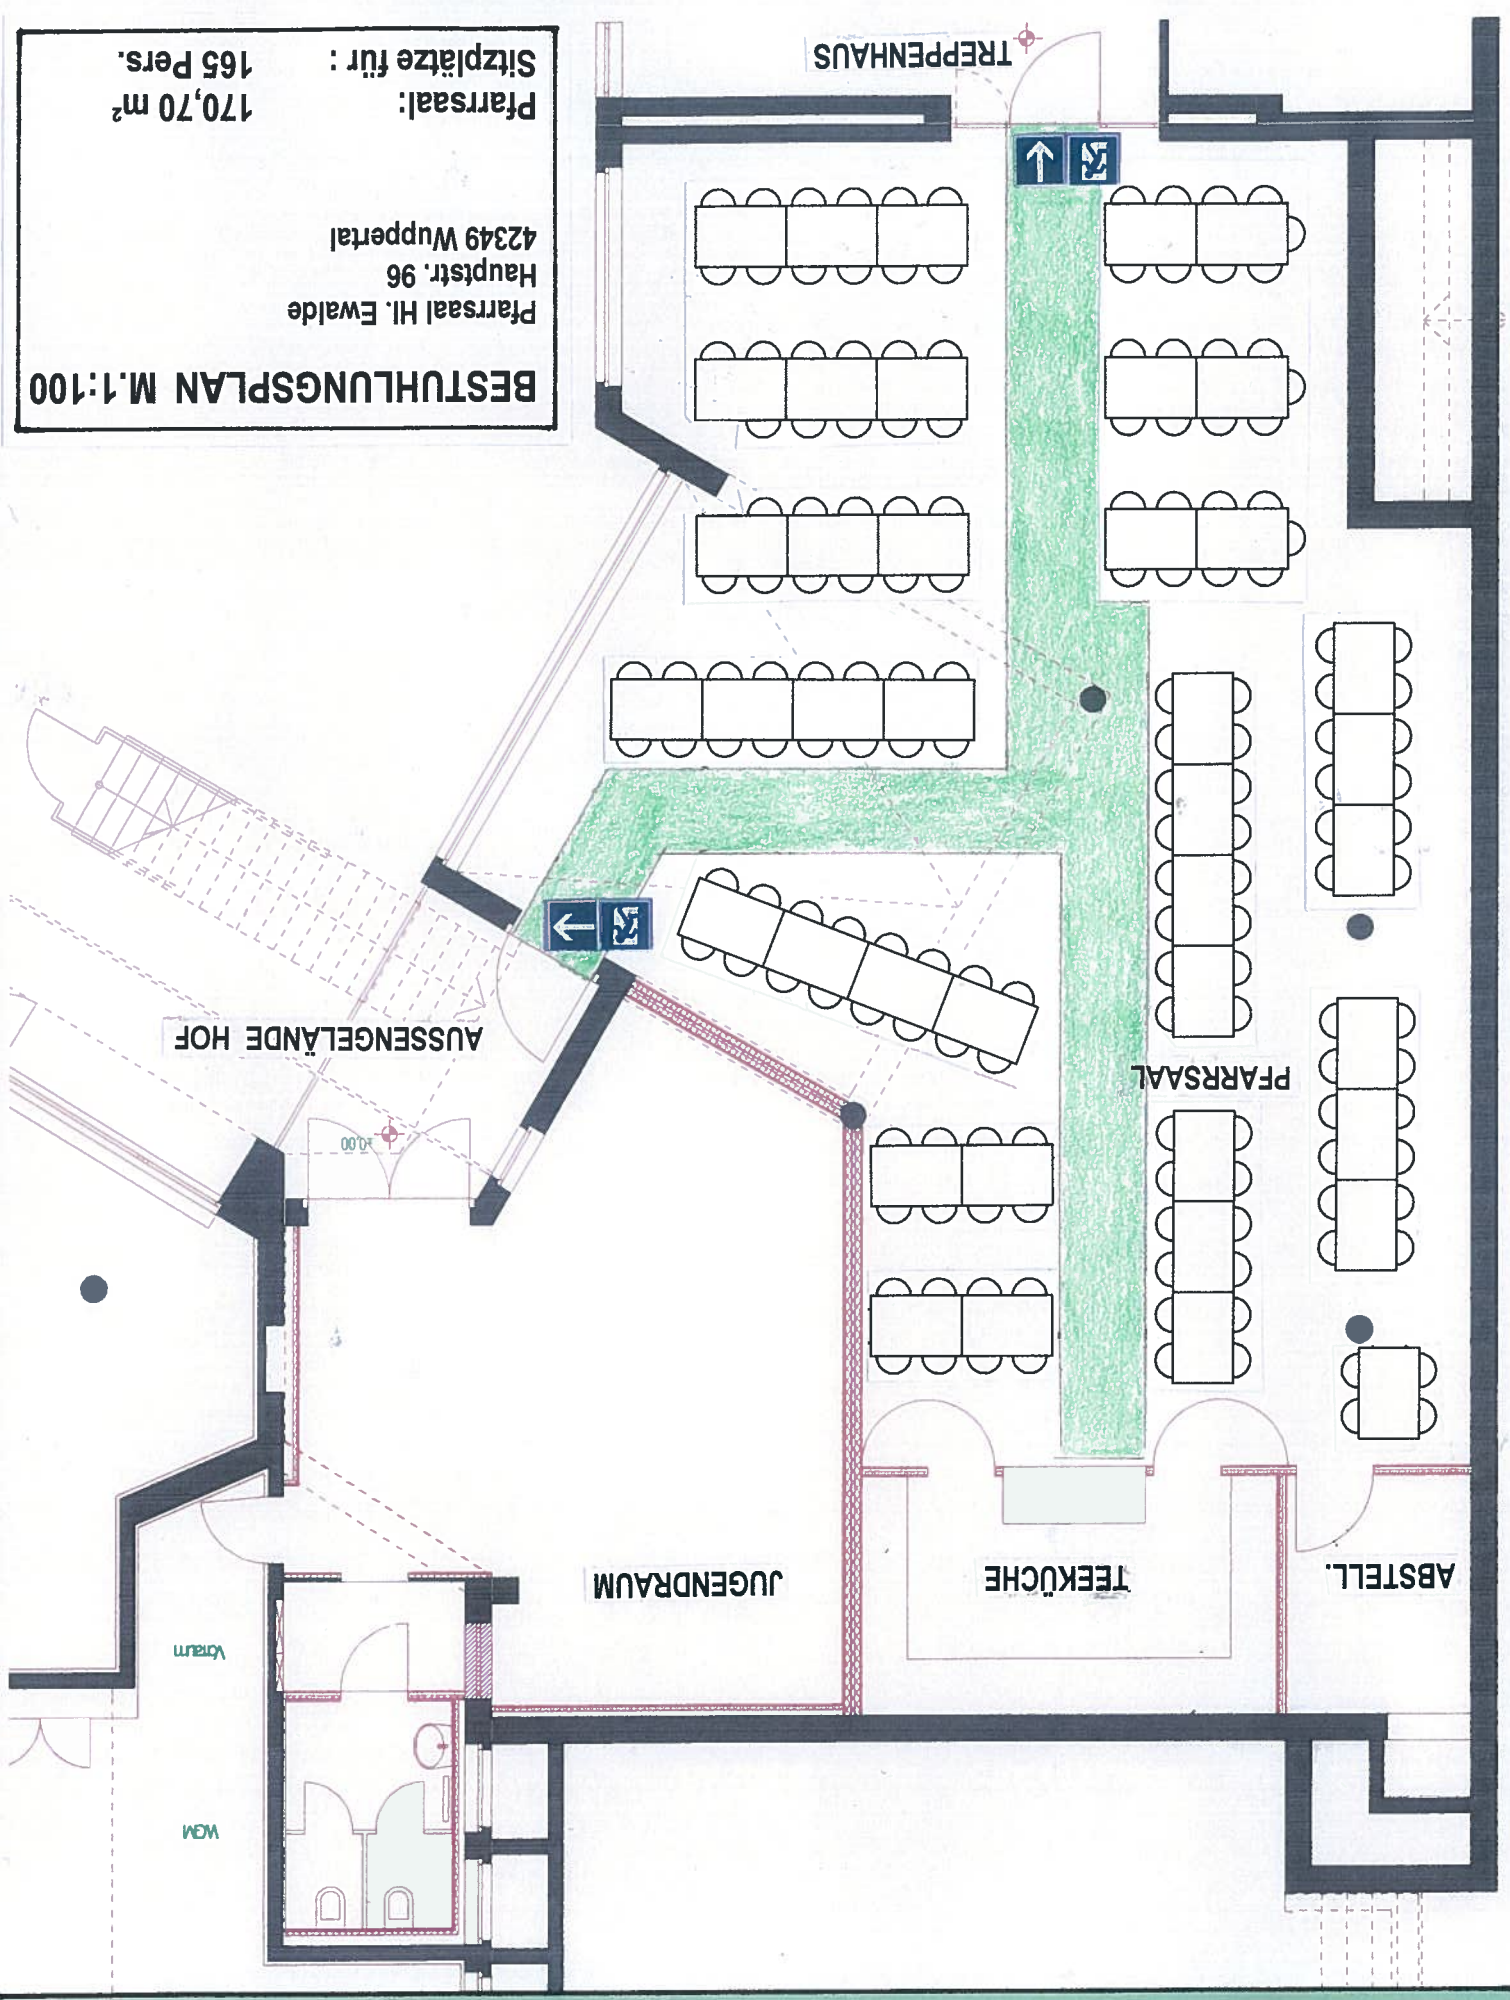 BESTUHLUNGSPLAN M.1:100
Pfarrsaal Hl. Ewalde
Hauptstr. 96
42349 Wuppertal
Pfarrsaal: 170,70 m²
Sitzplätze für : 165 Pers.
ABSTELL.
TEEKÜCHE
JUGENDRAUM
Vorraum
WC M
PFARRSAAL
AUSSENGELÄNDE HOF
±0,00
TREPPENHAUS